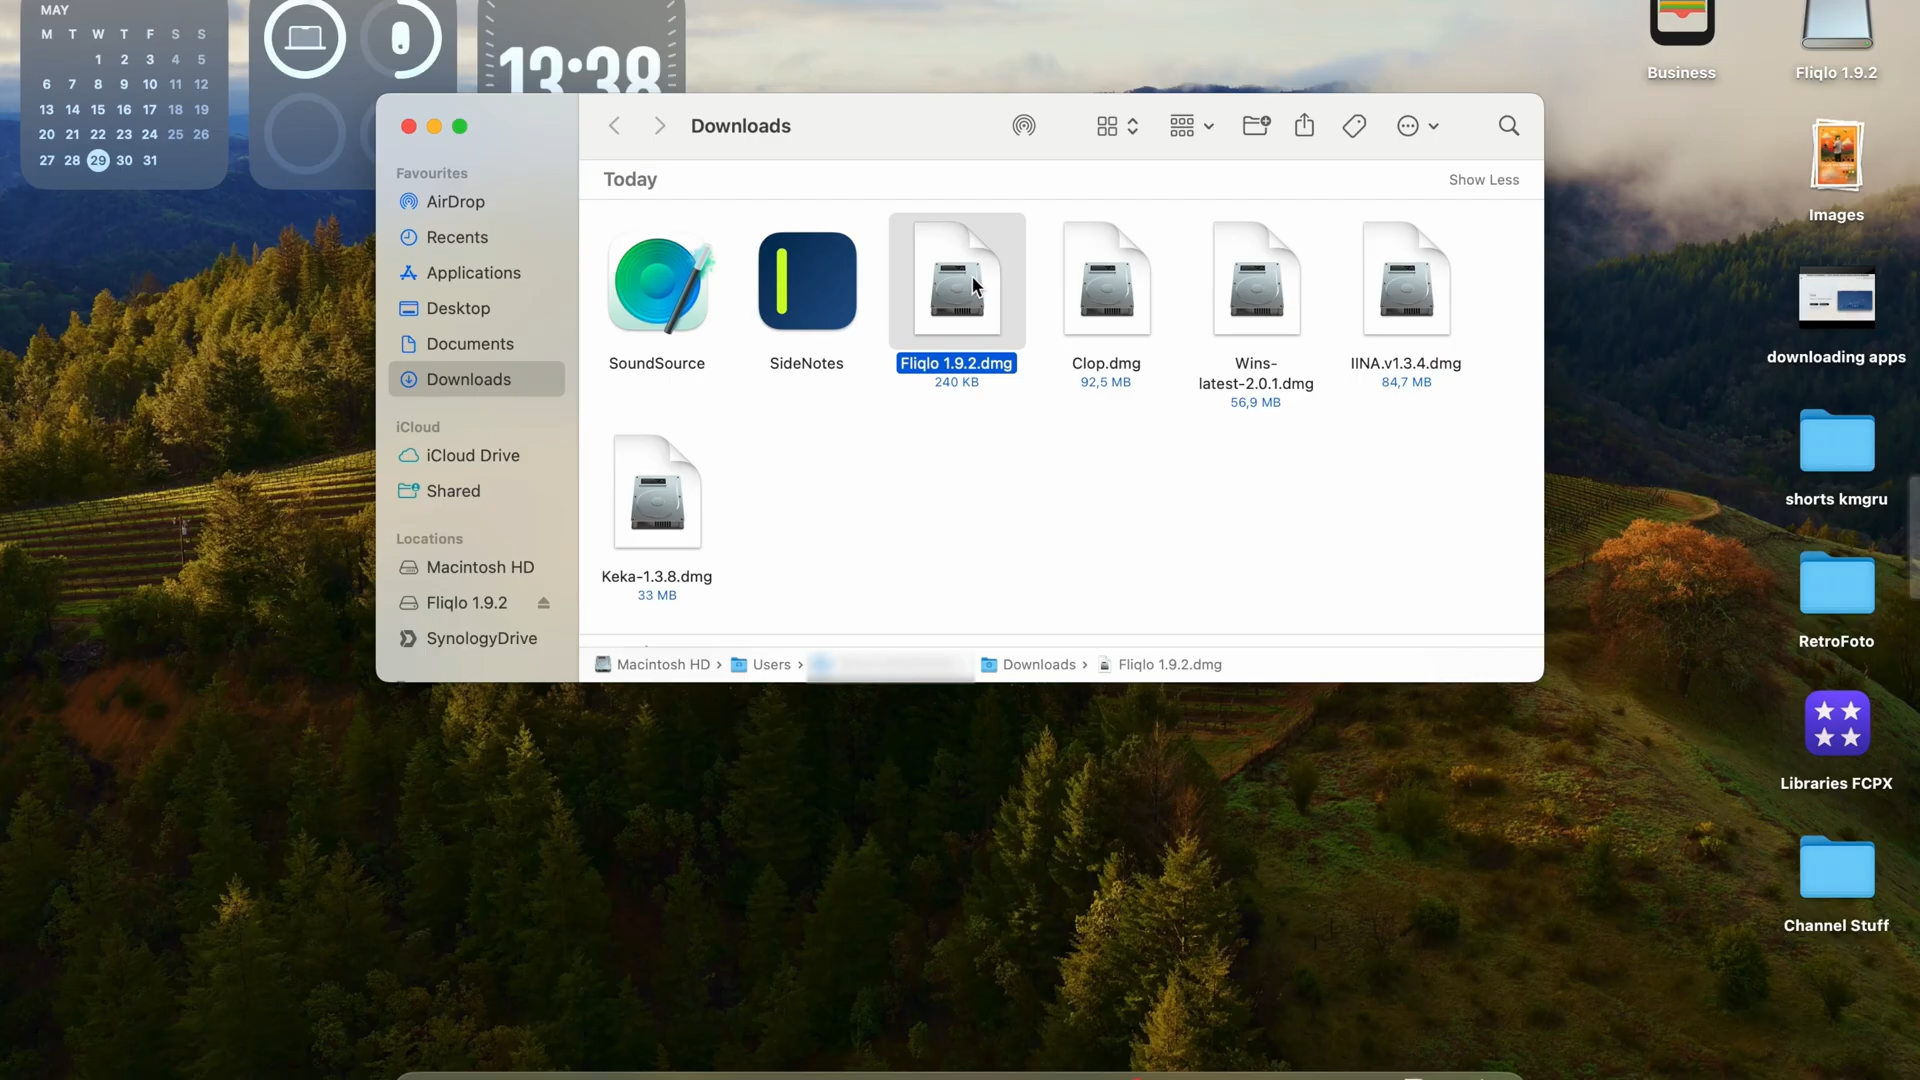 MAY
M T W T F S S
1 2 3 4 5
6 7 8 9 10 11 12
13 14 15 16 17 18 19
20 21 22 23 24 25 26
27 28 29 30 31
13:38
Business
Fliqlo 1.9.2
Images
downloading apps
shorts kmgru
RetroFoto
Libraries FCPX
Channel Stuff
Downloads
Favourites
AirDrop
Recents
Applications
Desktop
Documents
Downloads
iCloud
iCloud Drive
Shared
Locations
Macintosh HD
Fliqlo 1.9.2
SynologyDrive
Today
Show Less
SoundSource
SideNotes
Fliqlo 1.9.2.dmg
240 KB
Clop.dmg
92,5 MB
Wins-
latest-2.0.1.dmg
56,9 MB
IINA.v1.3.4.dmg
84,7 MB
Keka-1.3.8.dmg
33 MB
Macintosh HD › Users › Downloads › Fliqlo 1.9.2.dmg